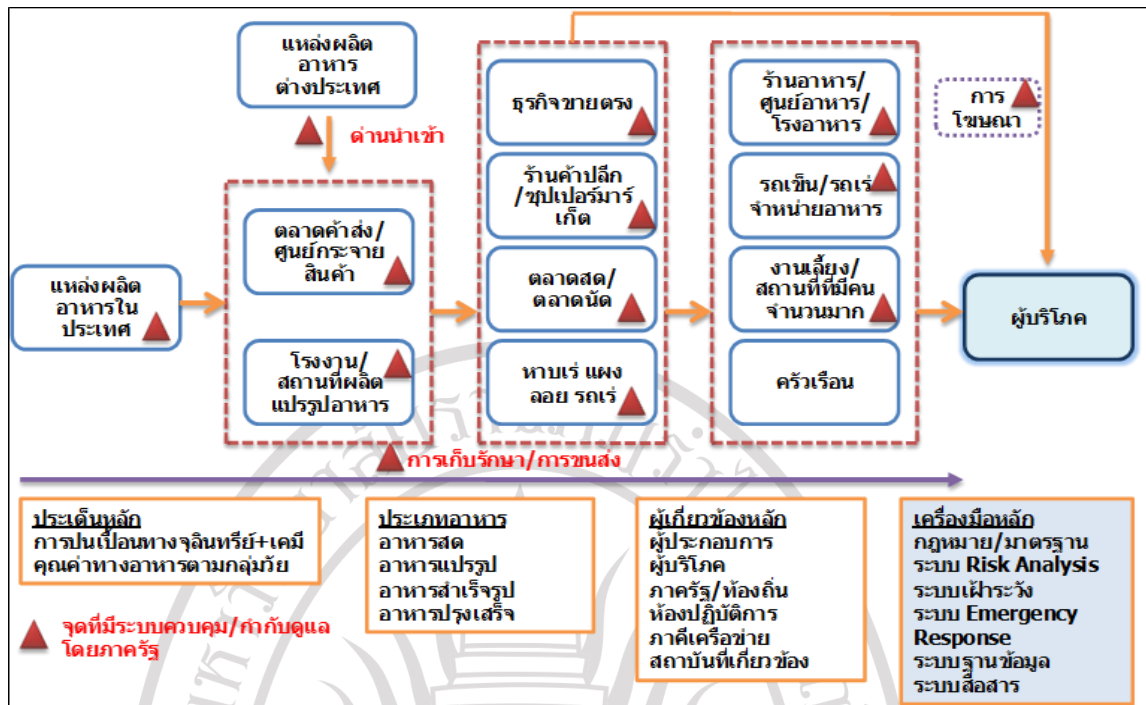 แหล่งผลิต
อาหาร
ต่างประเทศ
ด่านนำเข้า
แหล่งผลิต
อาหารใน
ประเทศ
ตลาดค้าส่ง/
ศูนย์กระจาย
สินค้า
โรงงาน/
สถานที่ผลิต
แปรรูปอาหาร
ธุรกิจขายตรง
ร้านค้าปลีก
/ซุปเปอร์มาร์
เก็ต
ตลาดสด/
ตลาดนัด
หาบเร่ แผง
ลอย รถเร่
ร้านอาหาร/
ศูนย์อาหาร/
โรงอาหาร
รถเข็น/รถเร่
จำหน่ายอาหาร
งานเลี้ยง/
สถานที่ที่มีคน
จำนวนมาก
ครัวเรือน
การ
โฆษณา
ผู้บริโภค
การเก็บรักษา/การขนส่ง
ประเด็นหลัก
การปนเปื้อนทางจุลินทรีย์+เคมี
คุณค่าทางอาหารตามกลุ่มวัย
จุดที่มีระบบควบคุม/กำกับดูแล
โดยภาครัฐ
ประเภทอาหาร
อาหารสด
อาหารแปรรูป
อาหารสำเร็จรูป
อาหารปรุงเสร็จ
ผู้เกี่ยวข้องหลัก
ผู้ประกอบการ
ผู้บริโภค
ภาครัฐ/ท้องถิ่น
ห้องปฏิบัติการ
ภาคีเครือข่าย
สถาบันที่เกี่ยวข้อง
เครื่องมือหลัก
กฎหมาย/มาตรฐาน
ระบบ Risk Analysis
ระบบเฝ้าระวัง
ระบบ Emergency
Response
ระบบฐานข้อมูล
ระบบสื่อสาร